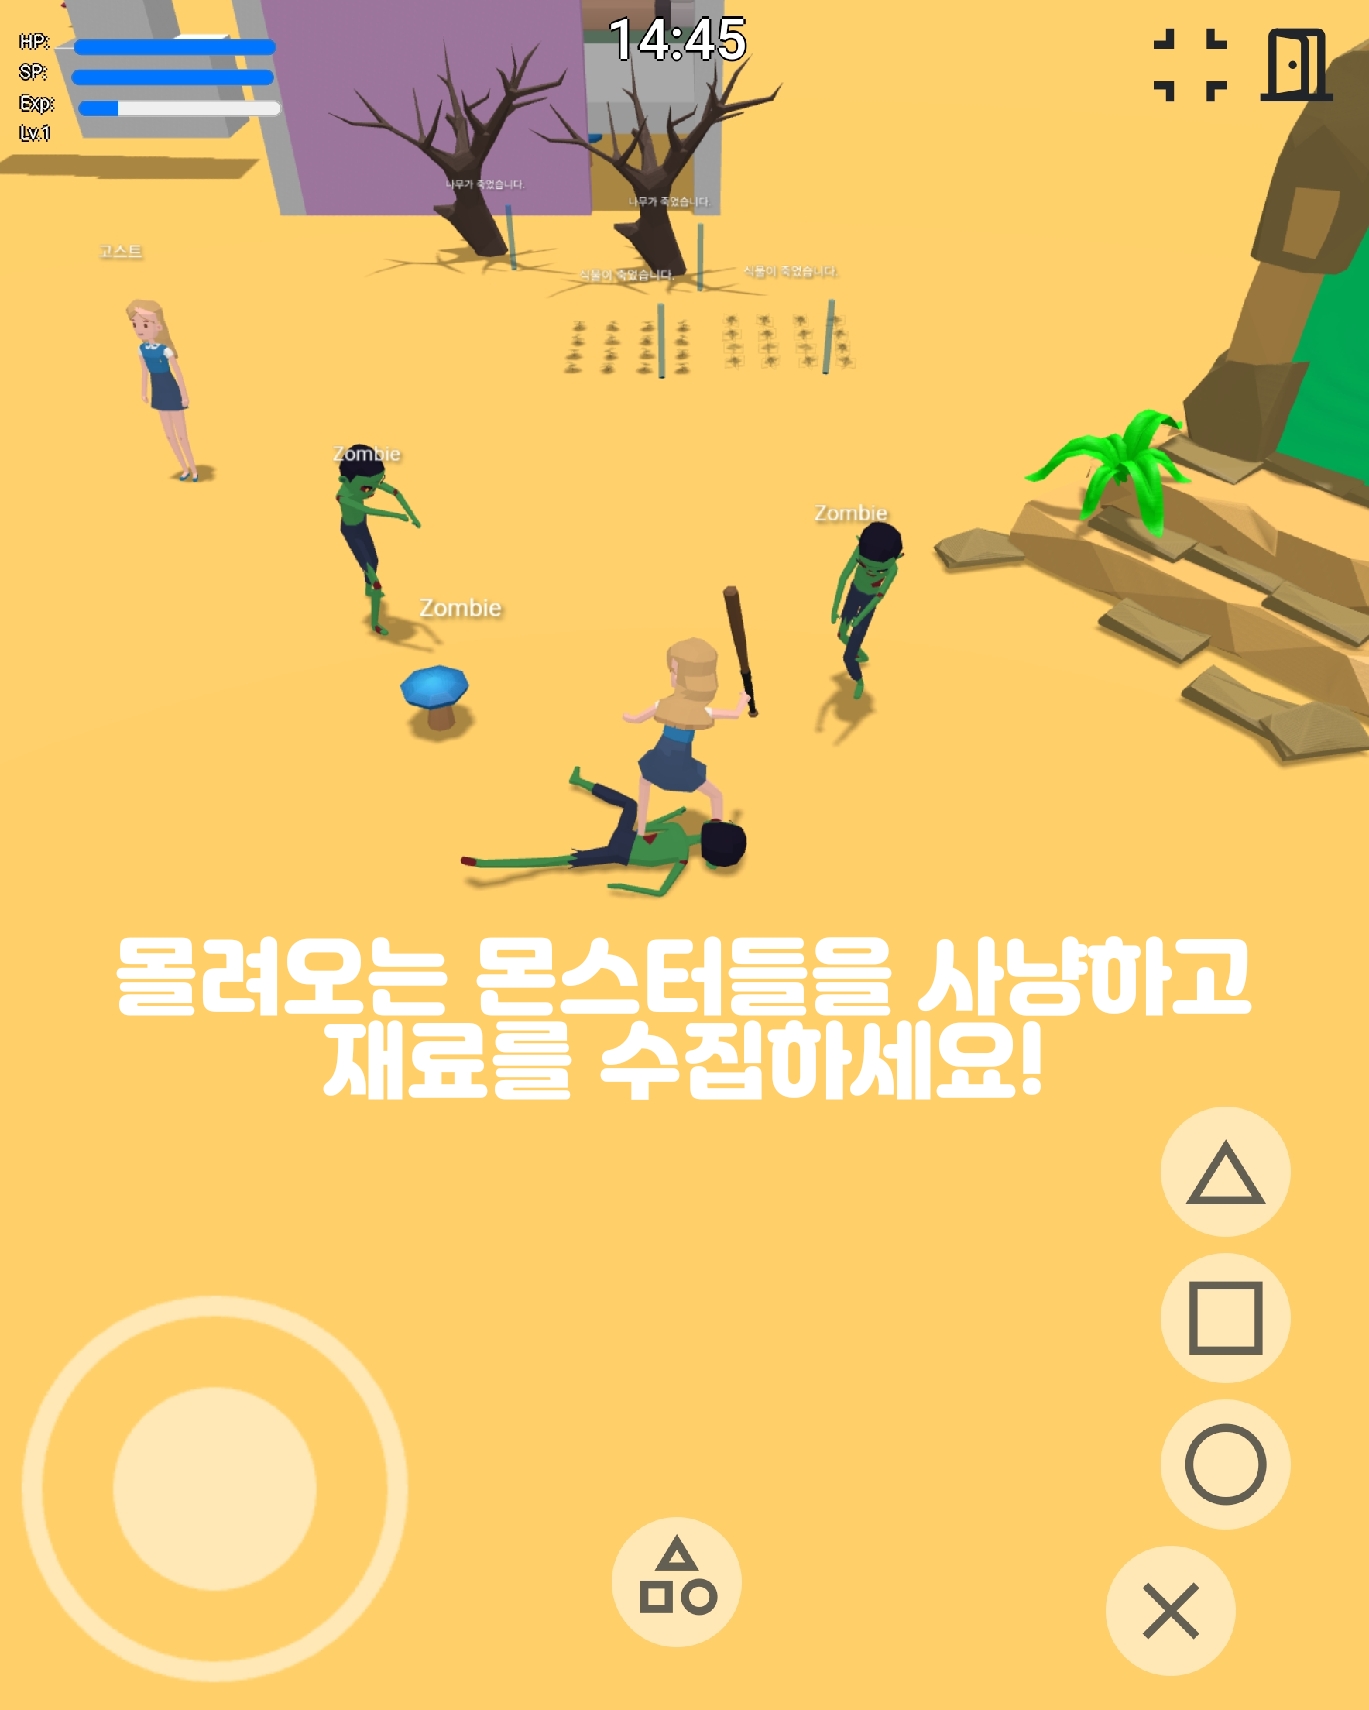 HP:
14:45
SP:
Exp:
Lv.1
나무가 죽었습니다.
나무가 죽었습니다.
고스트
식물이 죽었습니다.
식물이 죽었습니다.
Zombie
Zombie
Zombie
몰려오는 몬스터들을 사냥하고
재료를 수집하세요!